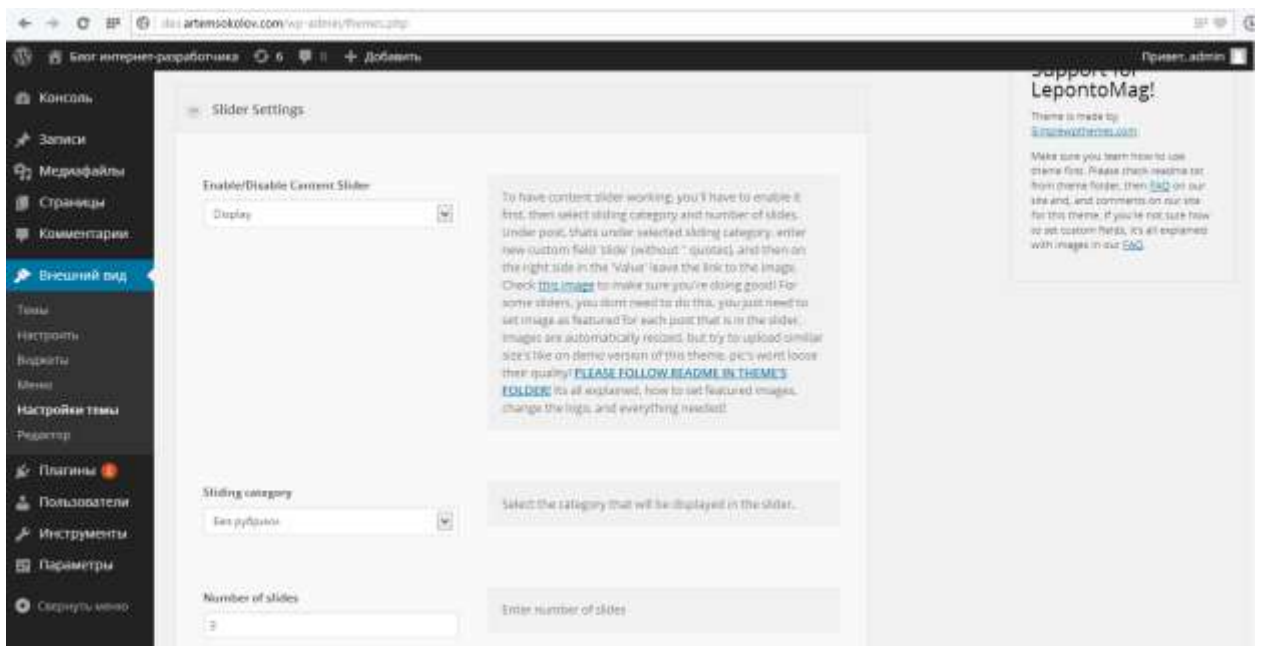 artemsokolov.com/wp-admin/themes.php
Блог интернет-разработчика 6 Добавить
Привет, admin
Консоль
Записи
Медиафайлы
Страницы
Комментарии
Внешний вид
Темы
Настроить
Виджеты
Меню
Настройки темы
Редактор
Плагины
Пользователи
Инструменты
Параметры
Свернуть меню
Slider Settings
Enable/Disable Content Slider
Display
To have content slider working, you'll have to enable it
first, then select sliding category and number of slides.
Under post, thats under selected sliding category, enter
new custom field 'slide' (without '' quotas), and then on
the right side in the 'Value' leave the link to the image.
Check this image to make sure you're doing good! For
some sliders, you dont need to do this, you just need to
set image as featured for each post that is in the slider.
Images are automatically resized, but try to upload similar
size's like on demo version of this theme, pic's wont loose
their quality! PLEASE FOLLOW README IN THEME'S
FOLDER! Its all explained, how to set featured images,
change the logo, and everything needed!
Sliding category
Без рубрики
Select the category that will be displayed in the slider.
Number of slides
3
Enter number of slides
Support for
LepontoMag!
Theme is made by
Simplewpthemes.com
Make sure you learn how to use
theme first. Please check readme.txt
from theme folder, then FAQ on our
site and, and comments on our site
for this theme. If you're not sure how
to set custom fields, it's all explained
with images in our FAQ.